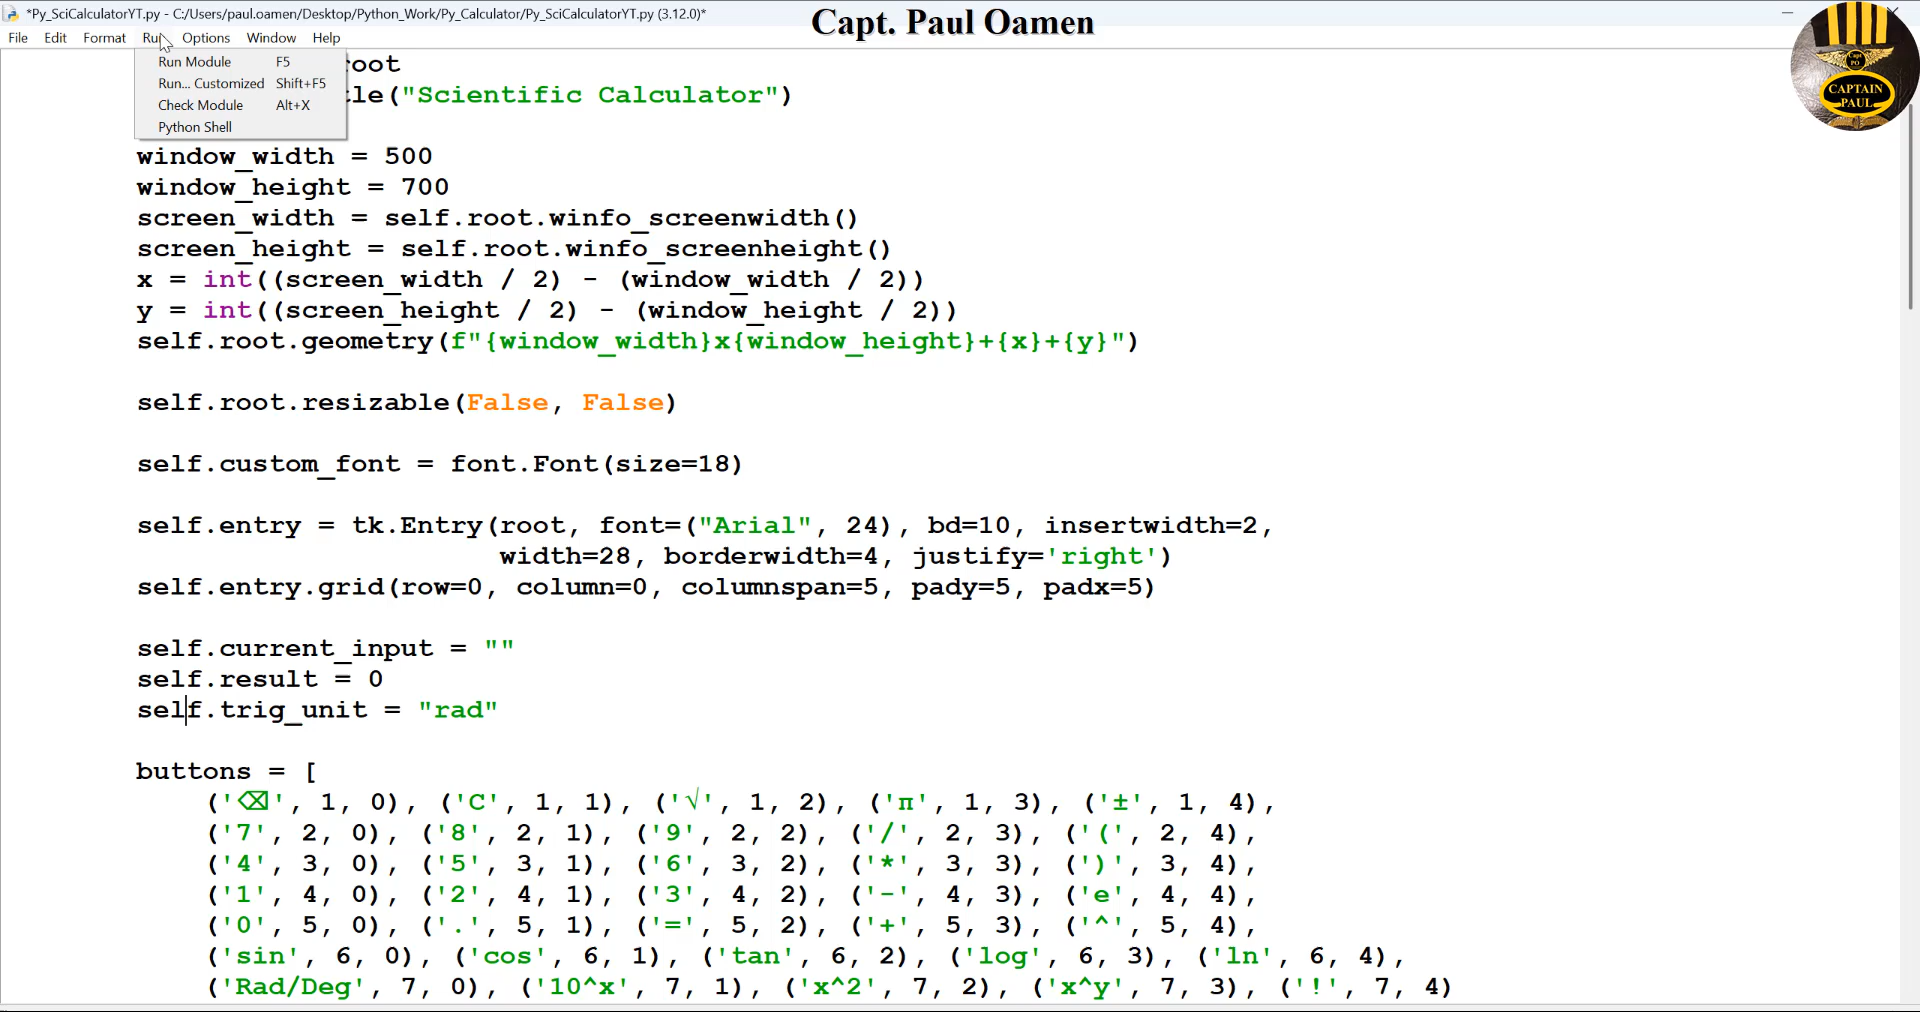 *Py_SciCalculatorYT.py - C:/Users/paul.oamen/Desktop/Python_Work/Py_Calculator/Py_SciCalculatorYT.py (3.12.0)*
Capt. Paul Oamen
File Edit Format Run Options Window Help
Run Module F5
Run... Customized Shift+F5
Check Module Alt+X
Python Shell
Capt
PO
CAPTAIN
PAUL
root
tle("Scientific Calculator")
window_width = 500
window_height = 700
screen_width = self.root.winfo_screenwidth()
screen_height = self.root.winfo_screenheight()
x = int((screen_width / 2) - (window_width / 2))
y = int((screen_height / 2) - (window_height / 2))
self.root.geometry(f"{window_width}x{window_height}+{x}+{y}")
self.root.resizable(False, False)
self.custom_font = font.Font(size=18)
self.entry = tk.Entry(root, font=("Arial", 24), bd=10, insertwidth=2,
width=28, borderwidth=4, justify='right')
self.entry.grid(row=0, column=0, columnspan=5, pady=5, padx=5)
self.current_input = ""
self.result = 0
self.trig_unit = "rad"
buttons = [
('⌫', 1, 0), ('C', 1, 1), ('√', 1, 2), ('π', 1, 3), ('±', 1, 4),
('7', 2, 0), ('8', 2, 1), ('9', 2, 2), ('/', 2, 3), ('(', 2, 4),
('4', 3, 0), ('5', 3, 1), ('6', 3, 2), ('*', 3, 3), (')', 3, 4),
('1', 4, 0), ('2', 4, 1), ('3', 4, 2), ('-', 4, 3), ('e', 4, 4),
('0', 5, 0), ('.', 5, 1), ('=', 5, 2), ('+', 5, 3), ('^', 5, 4),
('sin', 6, 0), ('cos', 6, 1), ('tan', 6, 2), ('log', 6, 3), ('ln', 6, 4),
('Rad/Deg', 7, 0), ('10^x', 7, 1), ('x^2', 7, 2), ('x^y', 7, 3), ('!', 7, 4)